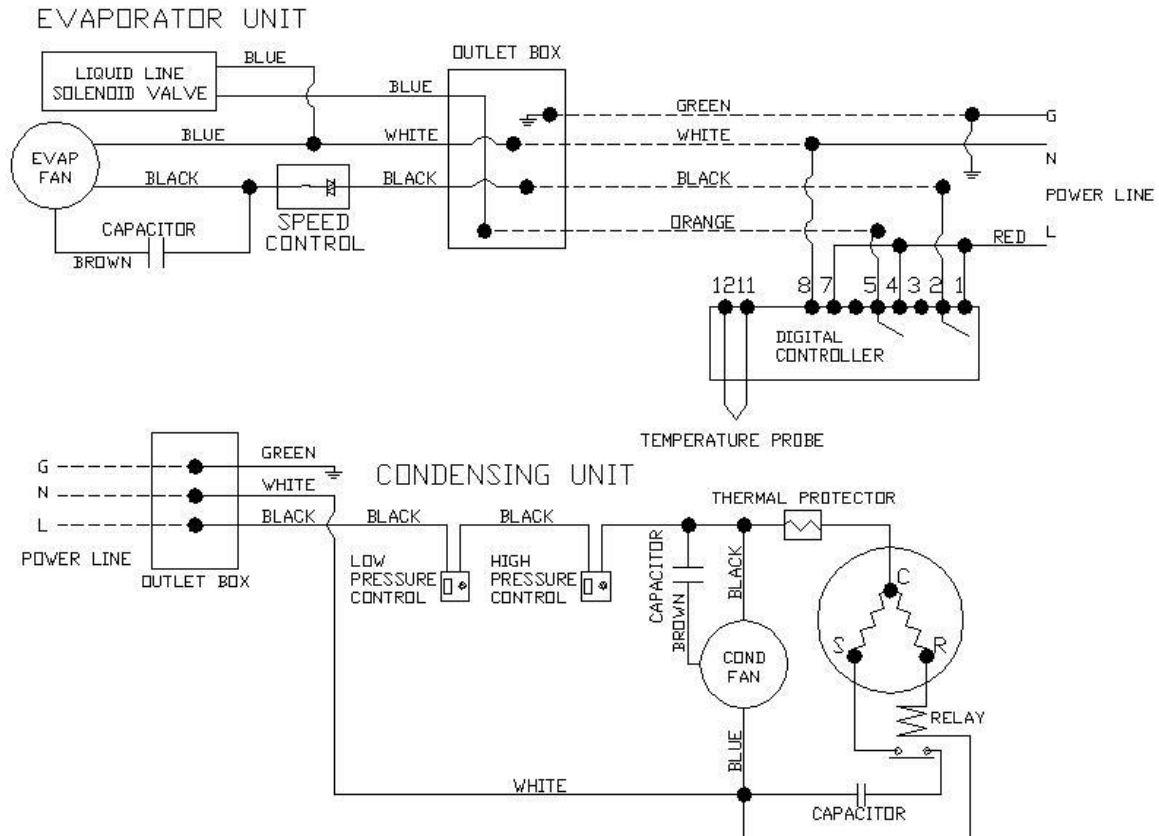 EVAPORATOR UNIT
OUTLET BOX
BLUE
LIQUID LINE
SOLENOID VALVE
BLUE
GREEN
G
BLUE
WHITE
WHITE
N
EVAP
FAN
BLACK
BLACK
BLACK
POWER LINE
CAPACITOR
SPEED
CONTROL
ORANGE
RED
L
BROWN
12 11 8 7 5 4 3 2 1
DIGITAL
CONTROLLER
TEMPERATURE PROBE
CONDENSING UNIT
G
GREEN
N
WHITE
L
BLACK
BLACK
BLACK
THERMAL PROTECTOR
POWER LINE
OUTLET BOX
LOW
PRESSURE
CONTROL
HIGH
PRESSURE
CONTROL
CAPACITOR
BROWN
BLACK
COND
FAN
C
S
R
RELAY
BLUE
WHITE
CAPACITOR